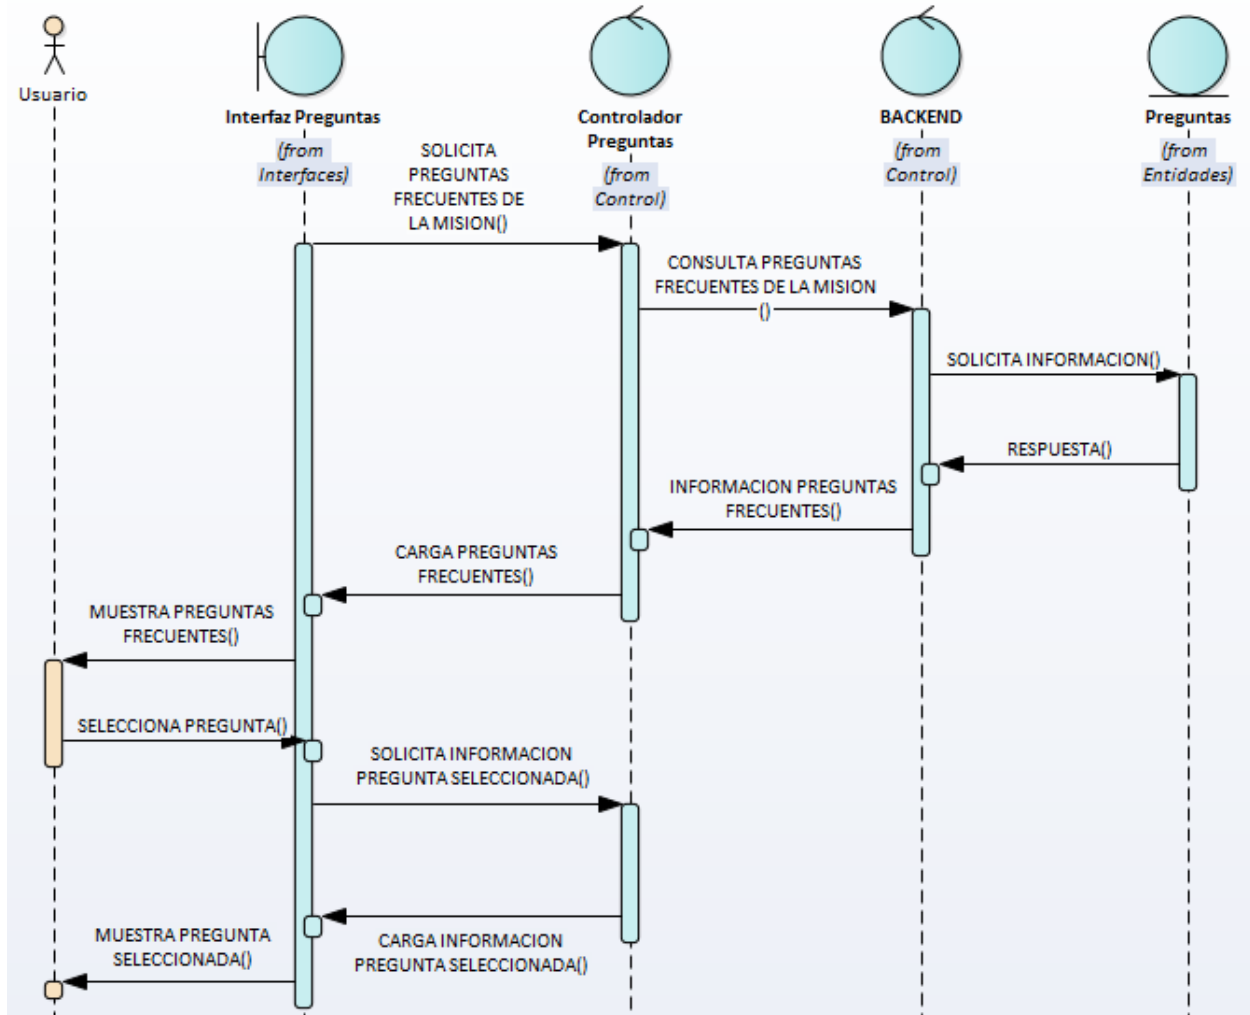 Usuario
Interfaz Preguntas
(from
Interfaces)
Controlador
Preguntas
(from
Control)
BACKEND
(from
Control)
Preguntas
(from
Entidades)
SOLICITA
PREGUNTAS
FRECUENTES DE
LA MISION()
CONSULTA PREGUNTAS
FRECUENTES DE LA MISION
()
SOLICITA INFORMACION()
RESPUESTA()
INFORMACION PREGUNTAS
FRECUENTES()
CARGA PREGUNTAS
FRECUENTES()
MUESTRA PREGUNTAS
FRECUENTES()
SELECCIONA PREGUNTA()
SOLICITA INFORMACION
PREGUNTA SELECCIONADA()
CARGA INFORMACION
PREGUNTA SELECCIONADA()
MUESTRA PREGUNTA
SELECCIONADA()